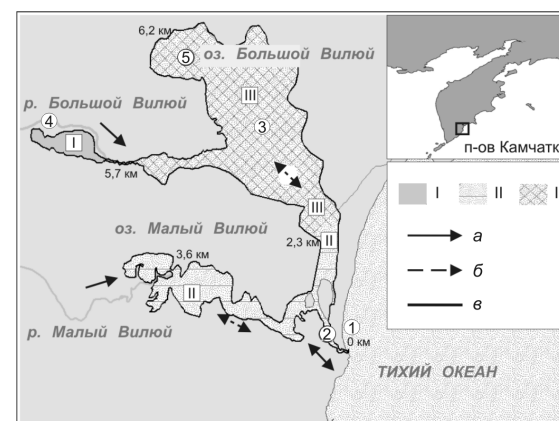 6,2 км
5
оз. Большой Вилюй
р. Большой Вилюй
III
4
3
I
п-ов Камчатк
5,7 км
I
II
I
III
оз. Малый Вилюй
II
а
2,3 км
3,6 км
б
II
в
р. Малый Вилюй
2
1
0 км
ТИХИЙ ОКЕАН